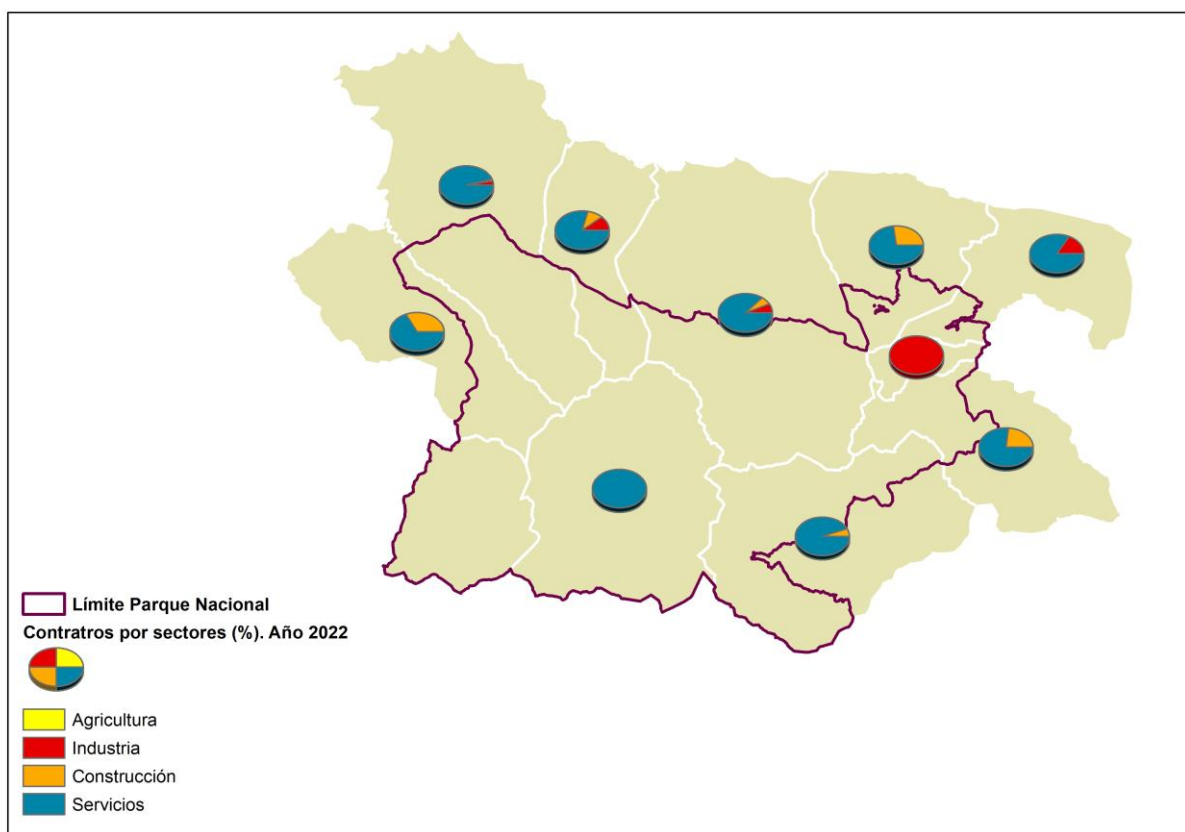 Límite Parque Nacional
Contratros por sectores (%). Año 2022
Agricultura
Industria
Construcción
Servicios